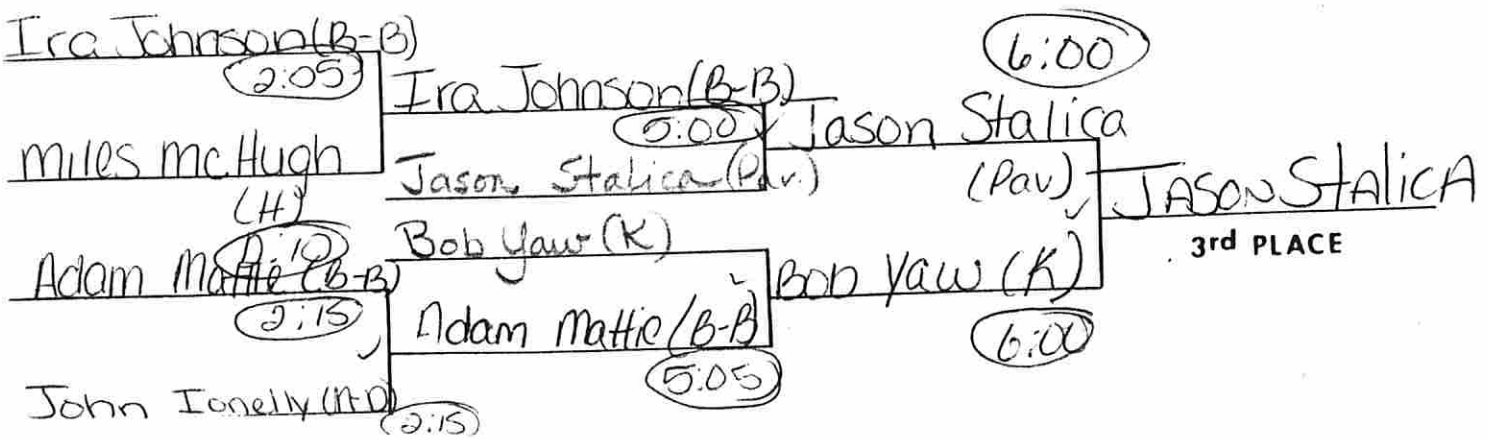 Ira Johnson (B-B)
2:05
Miles McHugh
(H)
Adam Mattie (B-B)
2:15
John Ionelly
2:15
Ira Johnson (B-B)
5:00
Jason Stalica (Pav.)
Bob Yaw (K)
Adam Mattie (B-B)
5:05
6:00
Jason Stalica
(Pav)
Bob Yaw (K)
6:00
JASON STAlicA
3rd PLACE